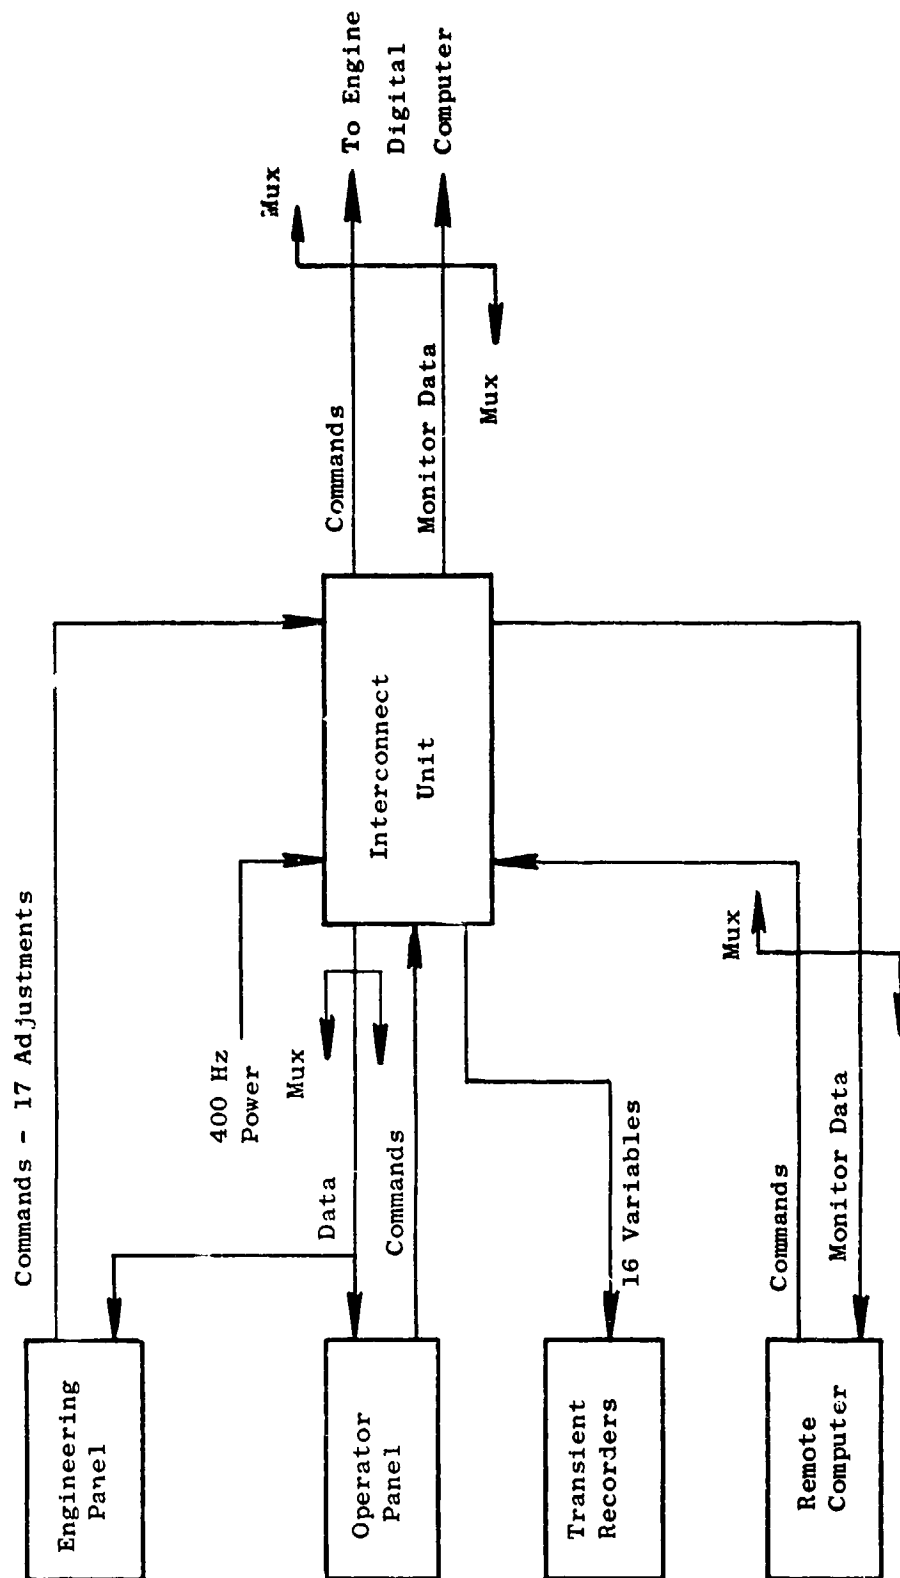 Engineering
Panel
Commands - 17 Adjustments
400 Hz
Power
Operator
Panel
Data
Mux
Commands
Transient
Recorders
16 Variables
Remote
Computer
Commands
Monitor Data
Mux
Interconnect
Unit
Commands
Monitor Data
Mux
Mux
To Engine
Digital
Computer